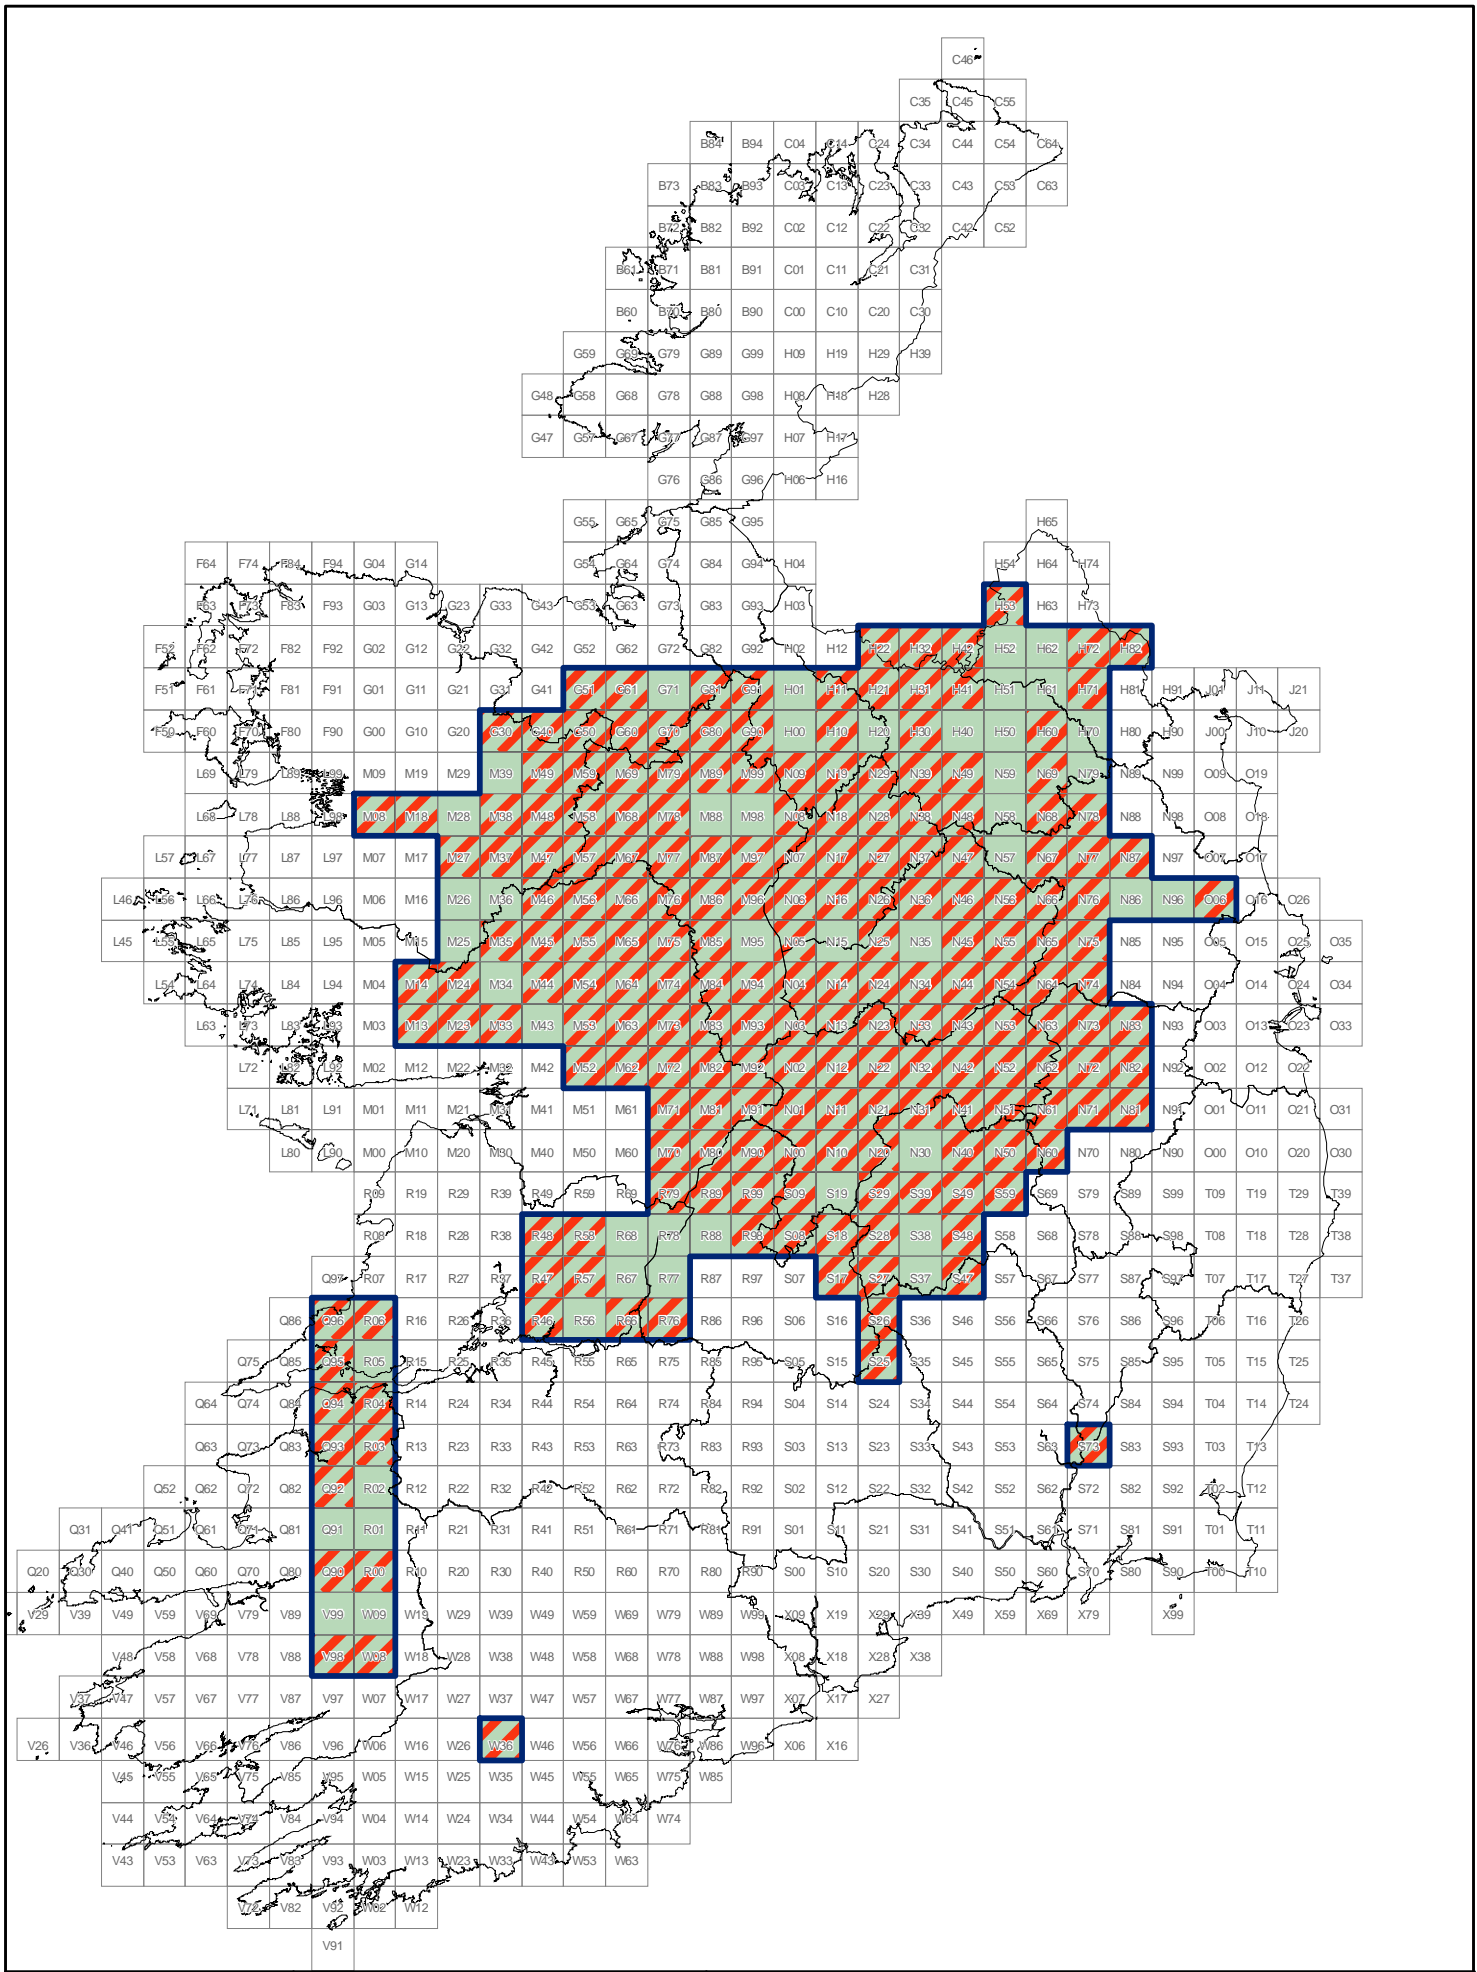 C46
C35 C45 C55
B84 B94 C04 C14 C24 C34 C44 C54 C64
B73 B83 B93 C03 C13 C23 C33 C43 C53 C63
B72 B82 B92 C02 C12 C22 C32 C42 C52
B61 B71 B81 B91 C01 C11 C21 C31
B60 B70 B80 B90 C00 C10 C20 C30
G59 G69 G79 G89 G99 H09 H19 H29 H39
G48 G58 G68 G78 G88 G98 H08 H18 H28
G47 G57 G67 G77 G87 G97 H07 H17
G76 G86 G96 H06 H16
G55 G65 G75 G85 G95 H65
F64 F74 F84 F94 G04 G14 G54 G64 G74 G84 G94 H04 H54 H64 H74
F63 F73 F83 F93 G03 G13 G23 G33 G43 G53 G63 G73 G83 G93 H03 H53 H63 H73
F52 F62 F72 F82 F92 G02 G12 G22 G32 G42 G52 G62 G72 G82 G92 H02 H12 H22 H32 H42 H52 H62 H72 H82
F51 F61 F71 F81 F91 G01 G11 G21 G31 G41 G51 G61 G71 G81 G91 H01 H11 H21 H31 H41 H51 H61 H71 H81 H91 J01 J11 J21
F50 F60 F70 F80 F90 G00 G10 G20 G30 G40 G50 G60 G70 G80 G90 H00 H10 H20 H30 H40 H50 H60 H70 H80 H90 J00 J10 J20
L69 L79 L89 L99 M09 M19 M29 M39 M49 M59 M69 M79 M89 M99 N09 N19 N29 N39 N49 N59 N69 N79 N89 N99 O09 O19
L68 L78 L88 L98 M08 M18 M28 M38 M48 M58 M68 M78 M88 M98 N08 N18 N28 N38 N48 N58 N68 N78 N88 N98 O08 O18
L57 L67 L77 L87 L97 M07 M17 M27 M37 M47 M57 M67 M77 M87 M97 N07 N17 N27 N37 N47 N57 N67 N77 N87 N97 O07 O17
L46 L56 L66 L76 L86 L96 M06 M16 M26 M36 M46 M56 M66 M76 M86 M96 N06 N16 N26 N36 N46 N56 N66 N76 N86 N96 O06 O16 O26
L45 L55 L65 L75 L85 L95 M05 M15 M25 M35 M45 M55 M65 M75 M85 M95 N05 N15 N25 N35 N45 N55 N65 N75 N85 N95 O05 O15 O25 O35
L54 L64 L74 L84 L94 M04 M14 M24 M34 M44 M54 M64 M74 M84 M94 N04 N14 N24 N34 N44 N54 N64 N74 N84 N94 O04 O14 O24 O34
L63 L73 L83 L93 M03 M13 M23 M33 M43 M53 M63 M73 M83 M93 N03 N13 N23 N33 N43 N53 N63 N73 N83 N93 O03 O13 O23 O33
L72 L82 L92 M02 M12 M22 M32 M42 M52 M62 M72 M82 M92 N02 N12 N22 N32 N42 N52 N62 N72 N82 N92 O02 O12 O22
L71 L81 L91 M01 M11 M21 M31 M41 M51 M61 M71 M81 M91 N01 N11 N21 N31 N41 N51 N61 N71 N81 N91 O01 O11 O21 O31
L80 L90 M00 M10 M20 M30 M40 M50 M60 M70 M80 M90 N00 N10 N20 N30 N40 N50 N60 N70 N80 N90 O00 O10 O20 O30
R09 R19 R29 R39 R49 R59 R69 R79 R89 R99 S09 S19 S29 S39 S49 S59 S69 S79 S89 S99 T09 T19 T29 T39
R08 R18 R28 R38 R48 R58 R68 R78 R88 R98 S08 S18 S28 S38 S48 S58 S68 S78 S88 S98 T08 T18 T28 T38
Q97 R07 R17 R27 R37 R47 R57 R67 R77 R87 R97 S07 S17 S27 S37 S47 S57 S67 S77 S87 S97 T07 T17 T27 T37
Q86 Q96 R06 R16 R26 R36 R46 R56 R66 R76 R86 R96 S06 S16 S26 S36 S46 S56 S66 S76 S86 S96 T06 T16 T26
Q75 Q85 Q95 R05 R15 R25 R35 R45 R55 R65 R75 R85 R95 S05 S15 S25 S35 S45 S55 S65 S75 S85 S95 T05 T15 T25
Q64 Q74 Q84 Q94 R04 R14 R24 R34 R44 R54 R64 R74 R84 R94 S04 S14 S24 S34 S44 S54 S64 S74 S84 S94 T04 T14 T24
Q63 Q73 Q83 Q93 R03 R13 R23 R33 R43 R53 R63 R73 R83 R93 S03 S13 S23 S33 S43 S53 S63 S73 S83 S93 T03 T13
Q52 Q62 Q72 Q82 Q92 R02 R12 R22 R32 R42 R52 R62 R72 R82 R92 S02 S12 S22 S32 S42 S52 S62 S72 S82 S92 T02 T12
Q31 Q41 Q51 Q61 Q71 Q81 Q91 R01 R11 R21 R31 R41 R51 R61 R71 R81 R91 S01 S11 S21 S31 S41 S51 S61 S71 S81 S91 T01 T11
Q20 Q30 Q40 Q50 Q60 Q70 Q80 Q90 R00 R10 R20 R30 R40 R50 R60 R70 R80 R90 S00 S10 S20 S30 S40 S50 S60 S70 S80 S90 T00 T10
V29 V39 V49 V59 V69 V79 V89 V99 W09 W19 W29 W39 W49 W59 W69 W79 W89 W99 X09 X19 X29 X39 X49 X59 X69 X79 X99
V48 V58 V68 V78 V88 V98 W08 W18 W28 W38 W48 W58 W68 W78 W88 W98 X08 X18 X28 X38
V37 V47 V57 V67 V77 V87 V97 W07 W17 W27 W37 W47 W57 W67 W77 W87 W97 X07 X17 X27
V26 V36 V46 V56 V66 V76 V86 V96 W06 W16 W26 W36 W46 W56 W66 W76 W86 W96 X06 X16
V45 V55 V65 V75 V85 V95 W05 W15 W25 W35 W45 W55 W65 W75 W85
V44 V54 V64 V74 V84 V94 W04 W14 W24 W34 W44 W54 W64 W74
V43 V53 V63 V73 V83 V93 W03 W13 W23 W33 W43 W53 W63
V72 V82 V92 W02 W12
V91